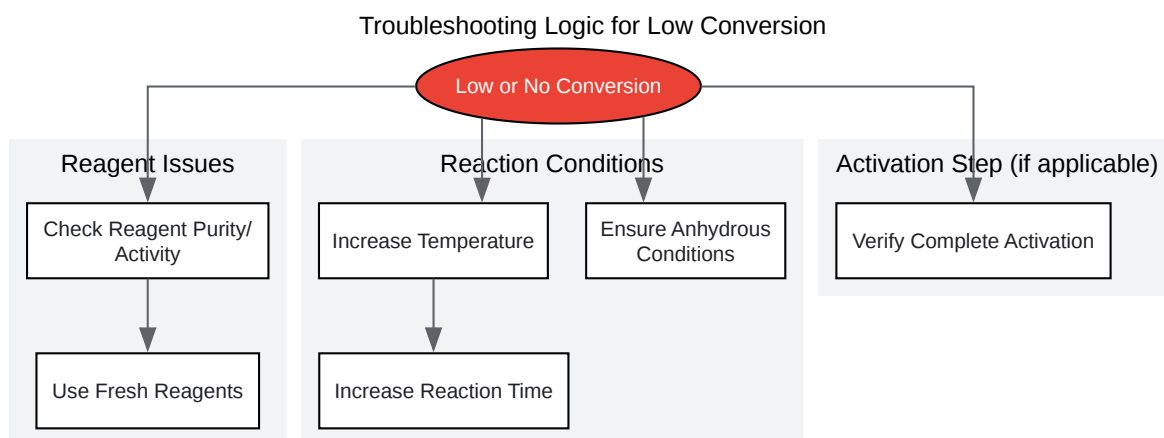 Troubleshooting Logic for Low Conversion
Low or No Conversion
Reagent Issues
Reaction Conditions
Activation Step (if applicable)
Check Reagent Purity/
Activity
Increase Temperature
Ensure Anhydrous
Conditions
Verify Complete Activation
Use Fresh Reagents
Increase Reaction Time